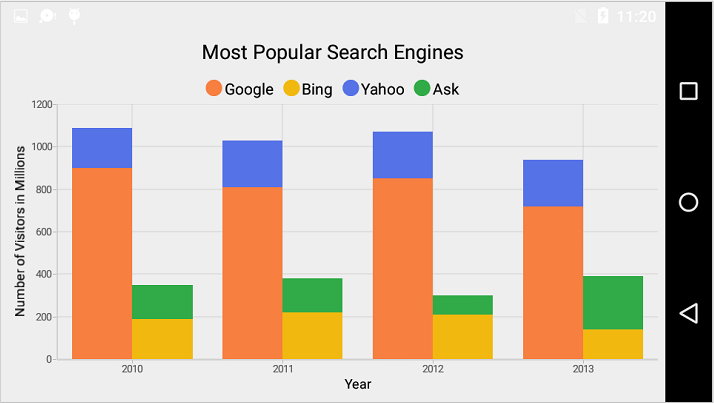 11:20
Most Popular Search Engines
Google Bing Yahoo Ask
Number of Visitors in Millions
1200
1000
800
600
400
200
0
2010 2011 2012 2013
Year